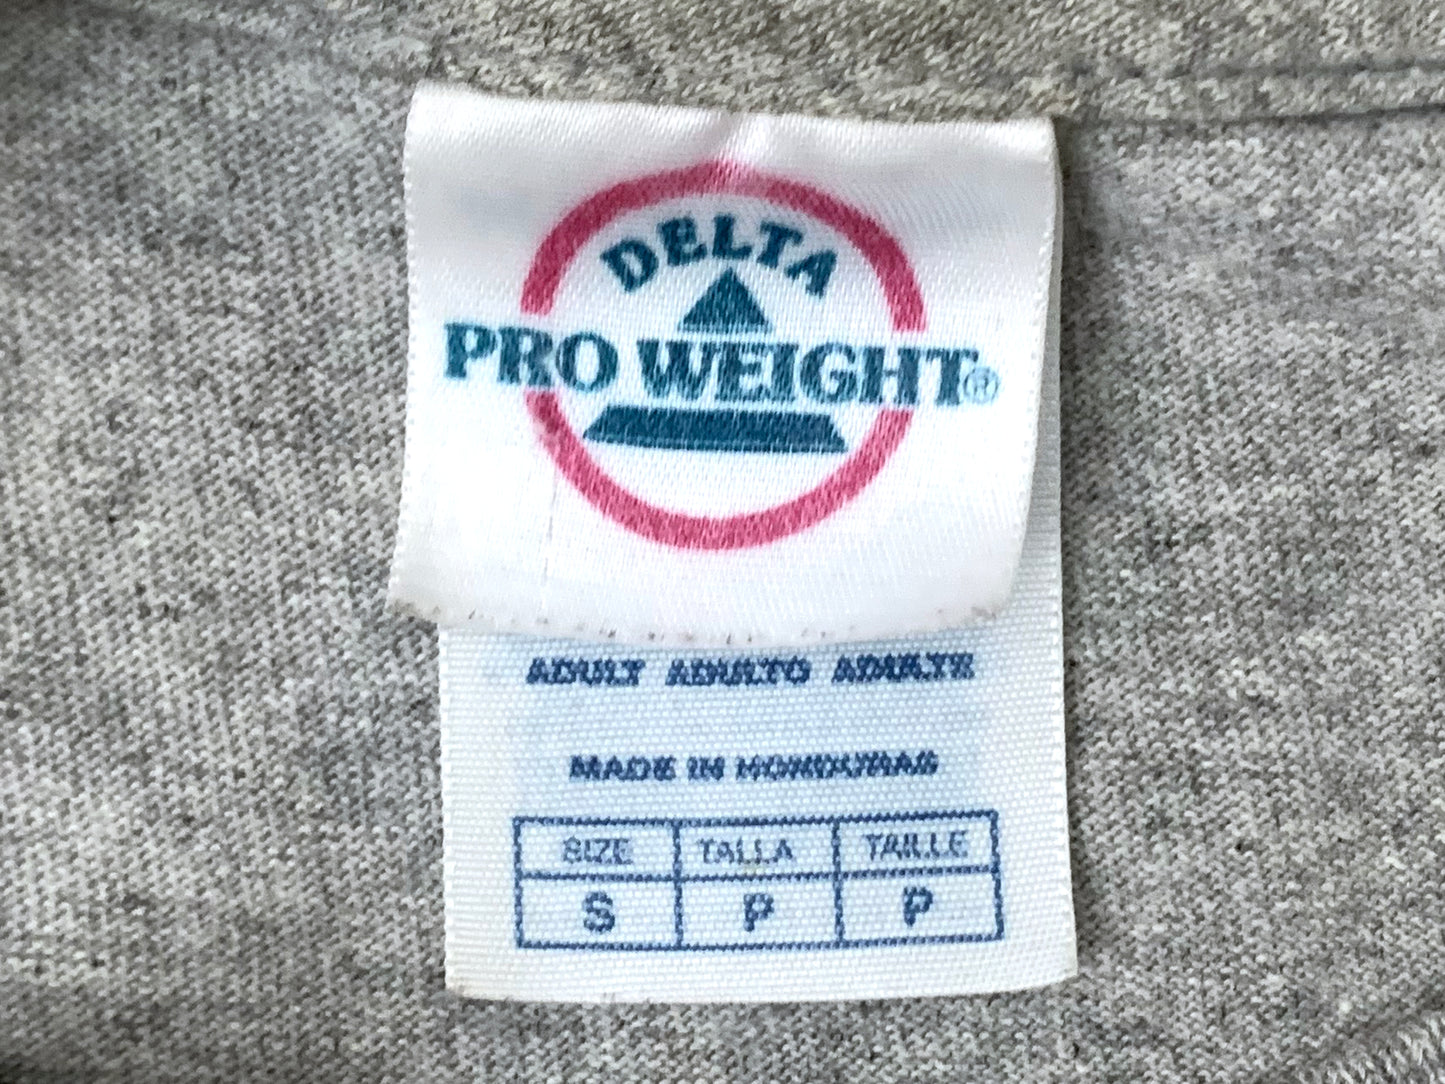 DELTA
PRO WEIGHT®
ADULT ADULTO ADULTE
MADE IN HONDURAS
SIZE TALLA TAILLE
S P P